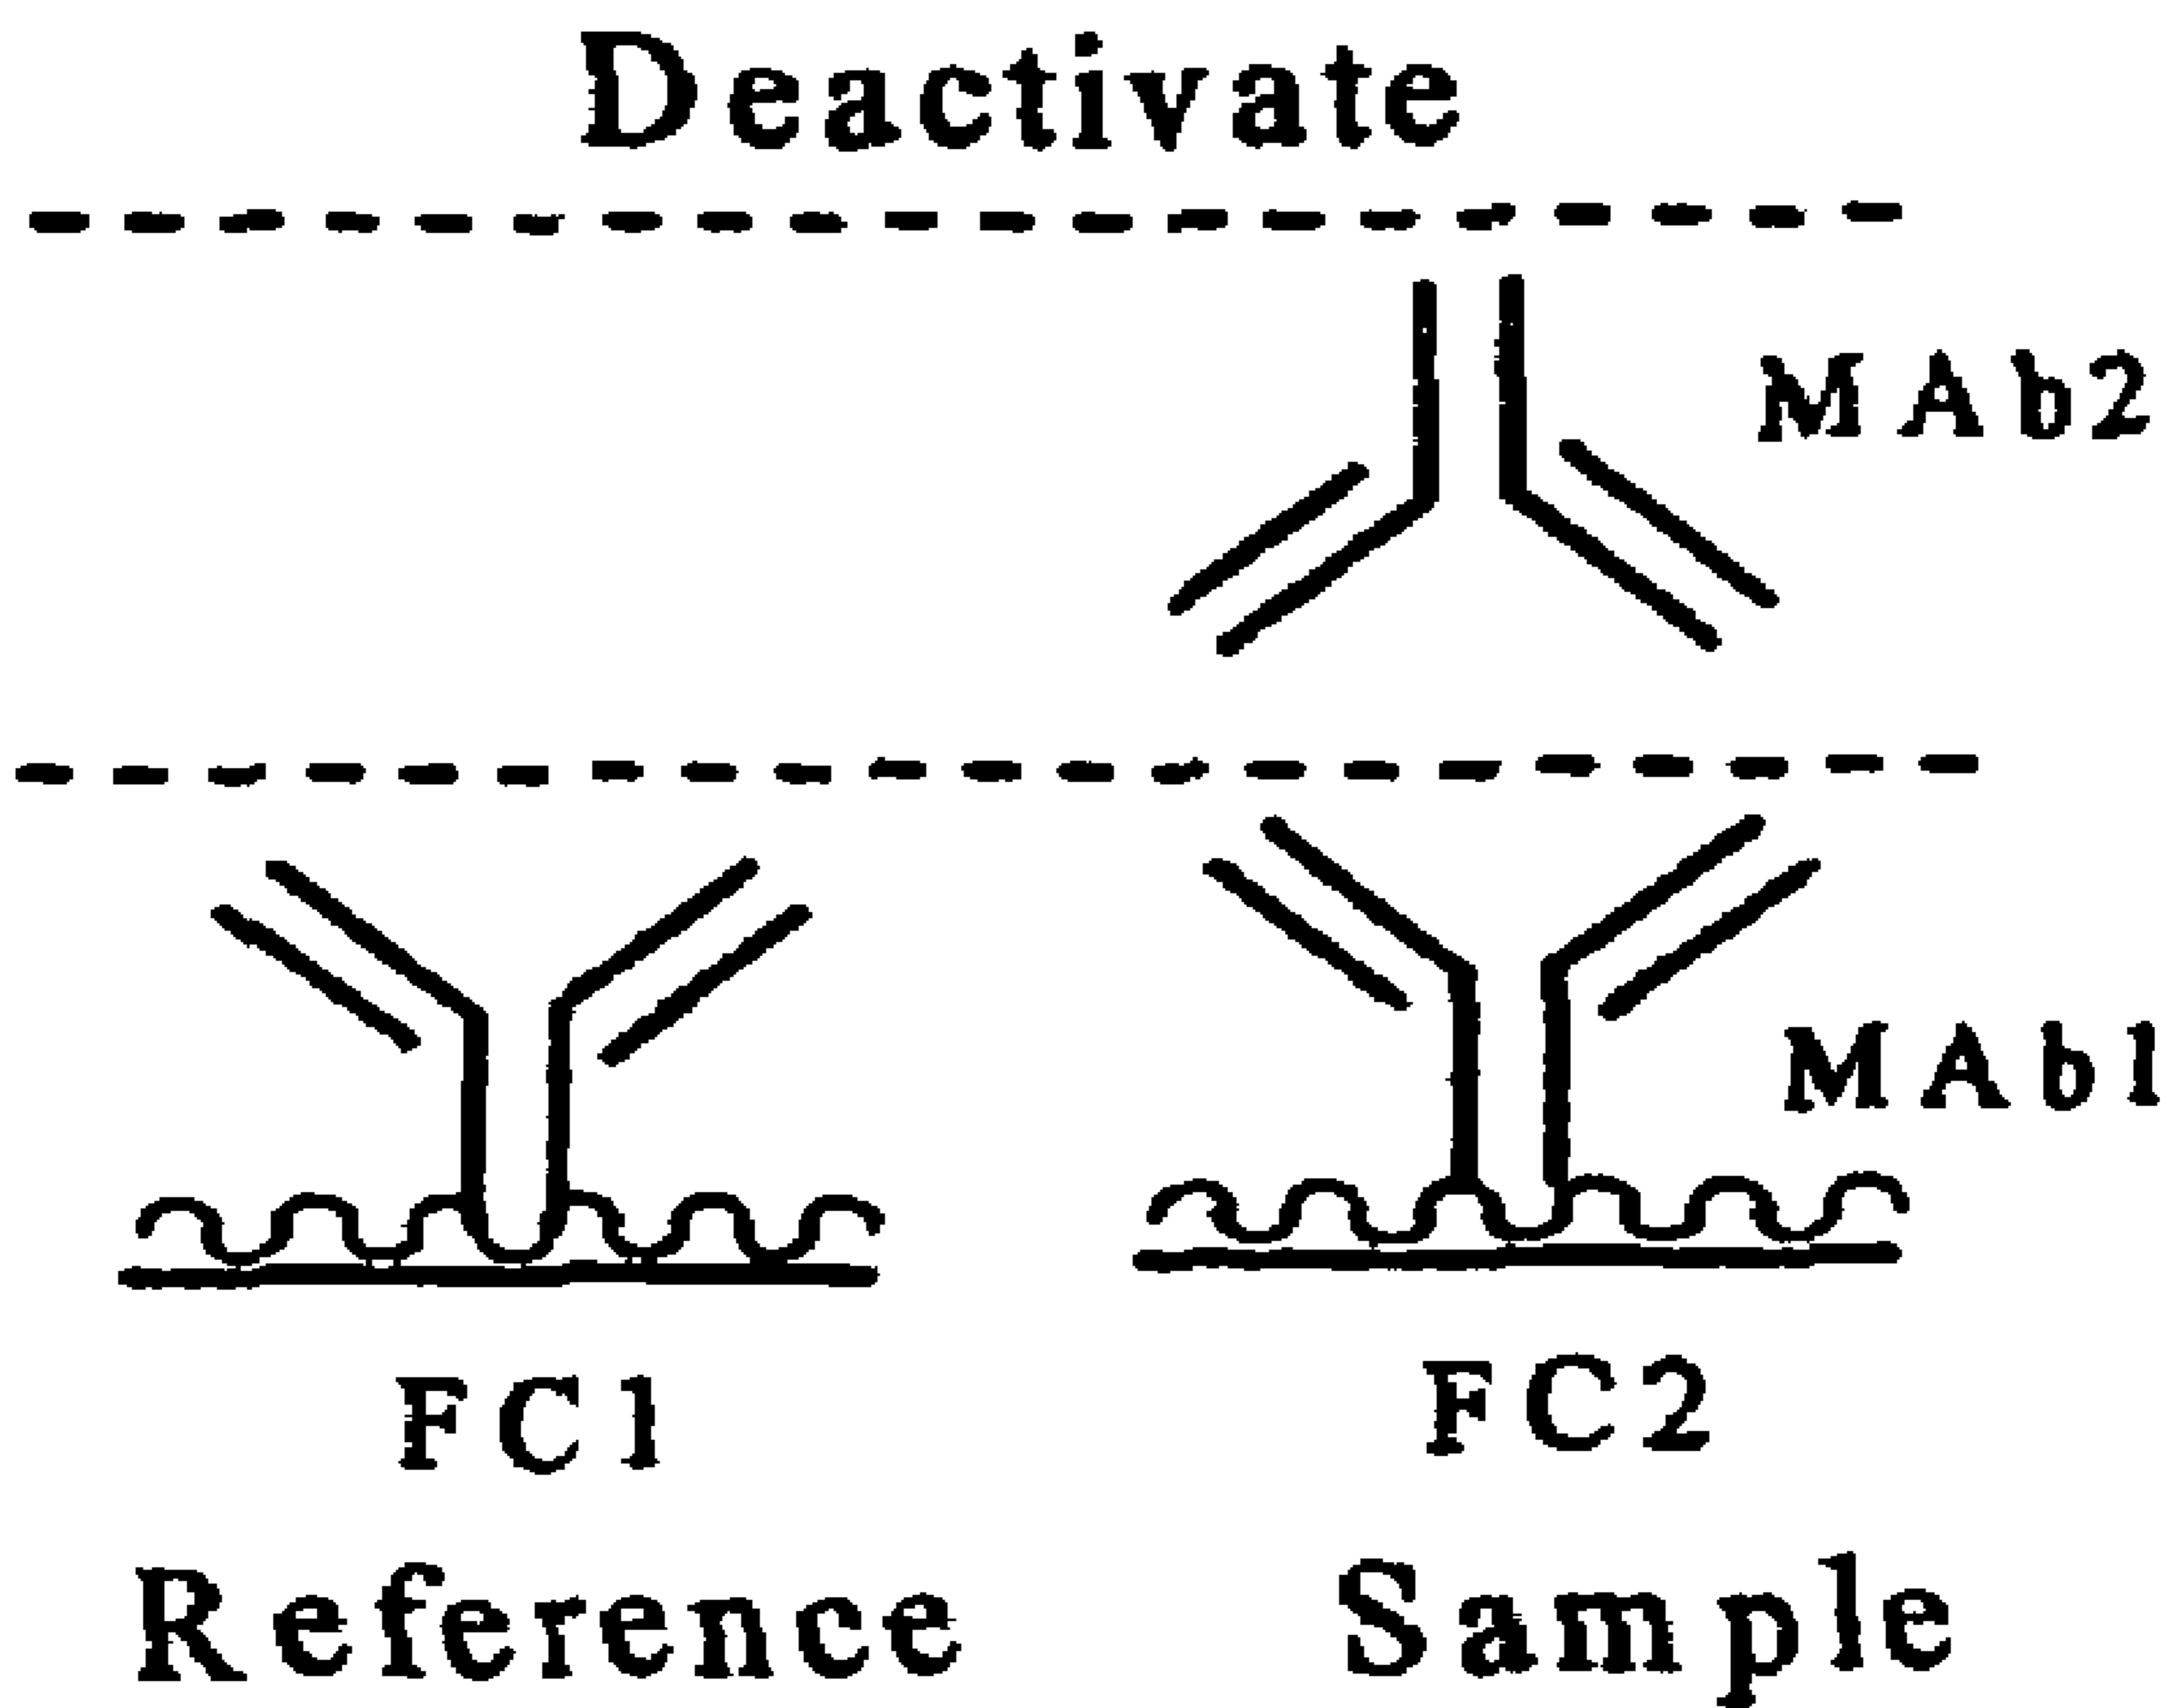 Deactivate
MAb2
MAb1
FC1 FC2
Reference Sample